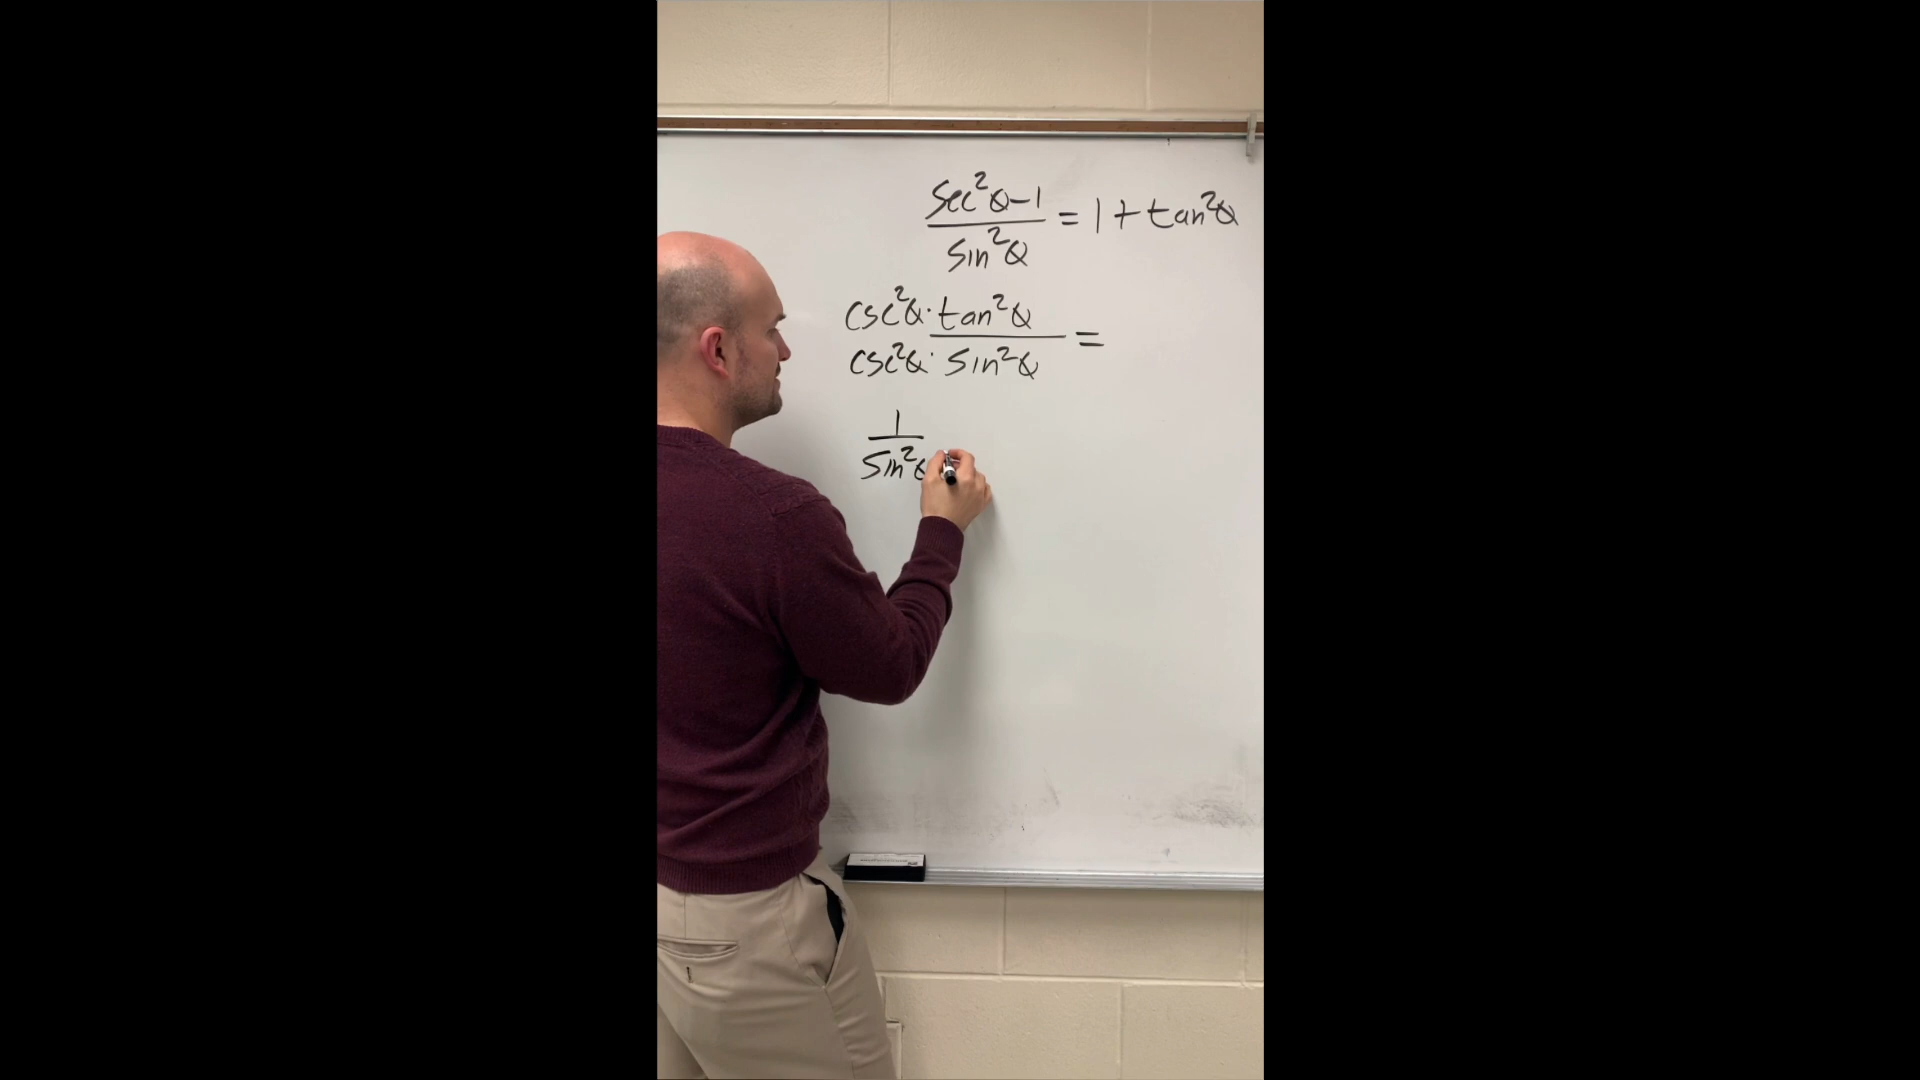 sec²θ-1
—— = 1 + tan²θ
sin²θ
csc²θ · tan²θ
—— =
csc²θ · sin²θ
1
——
sin²θ